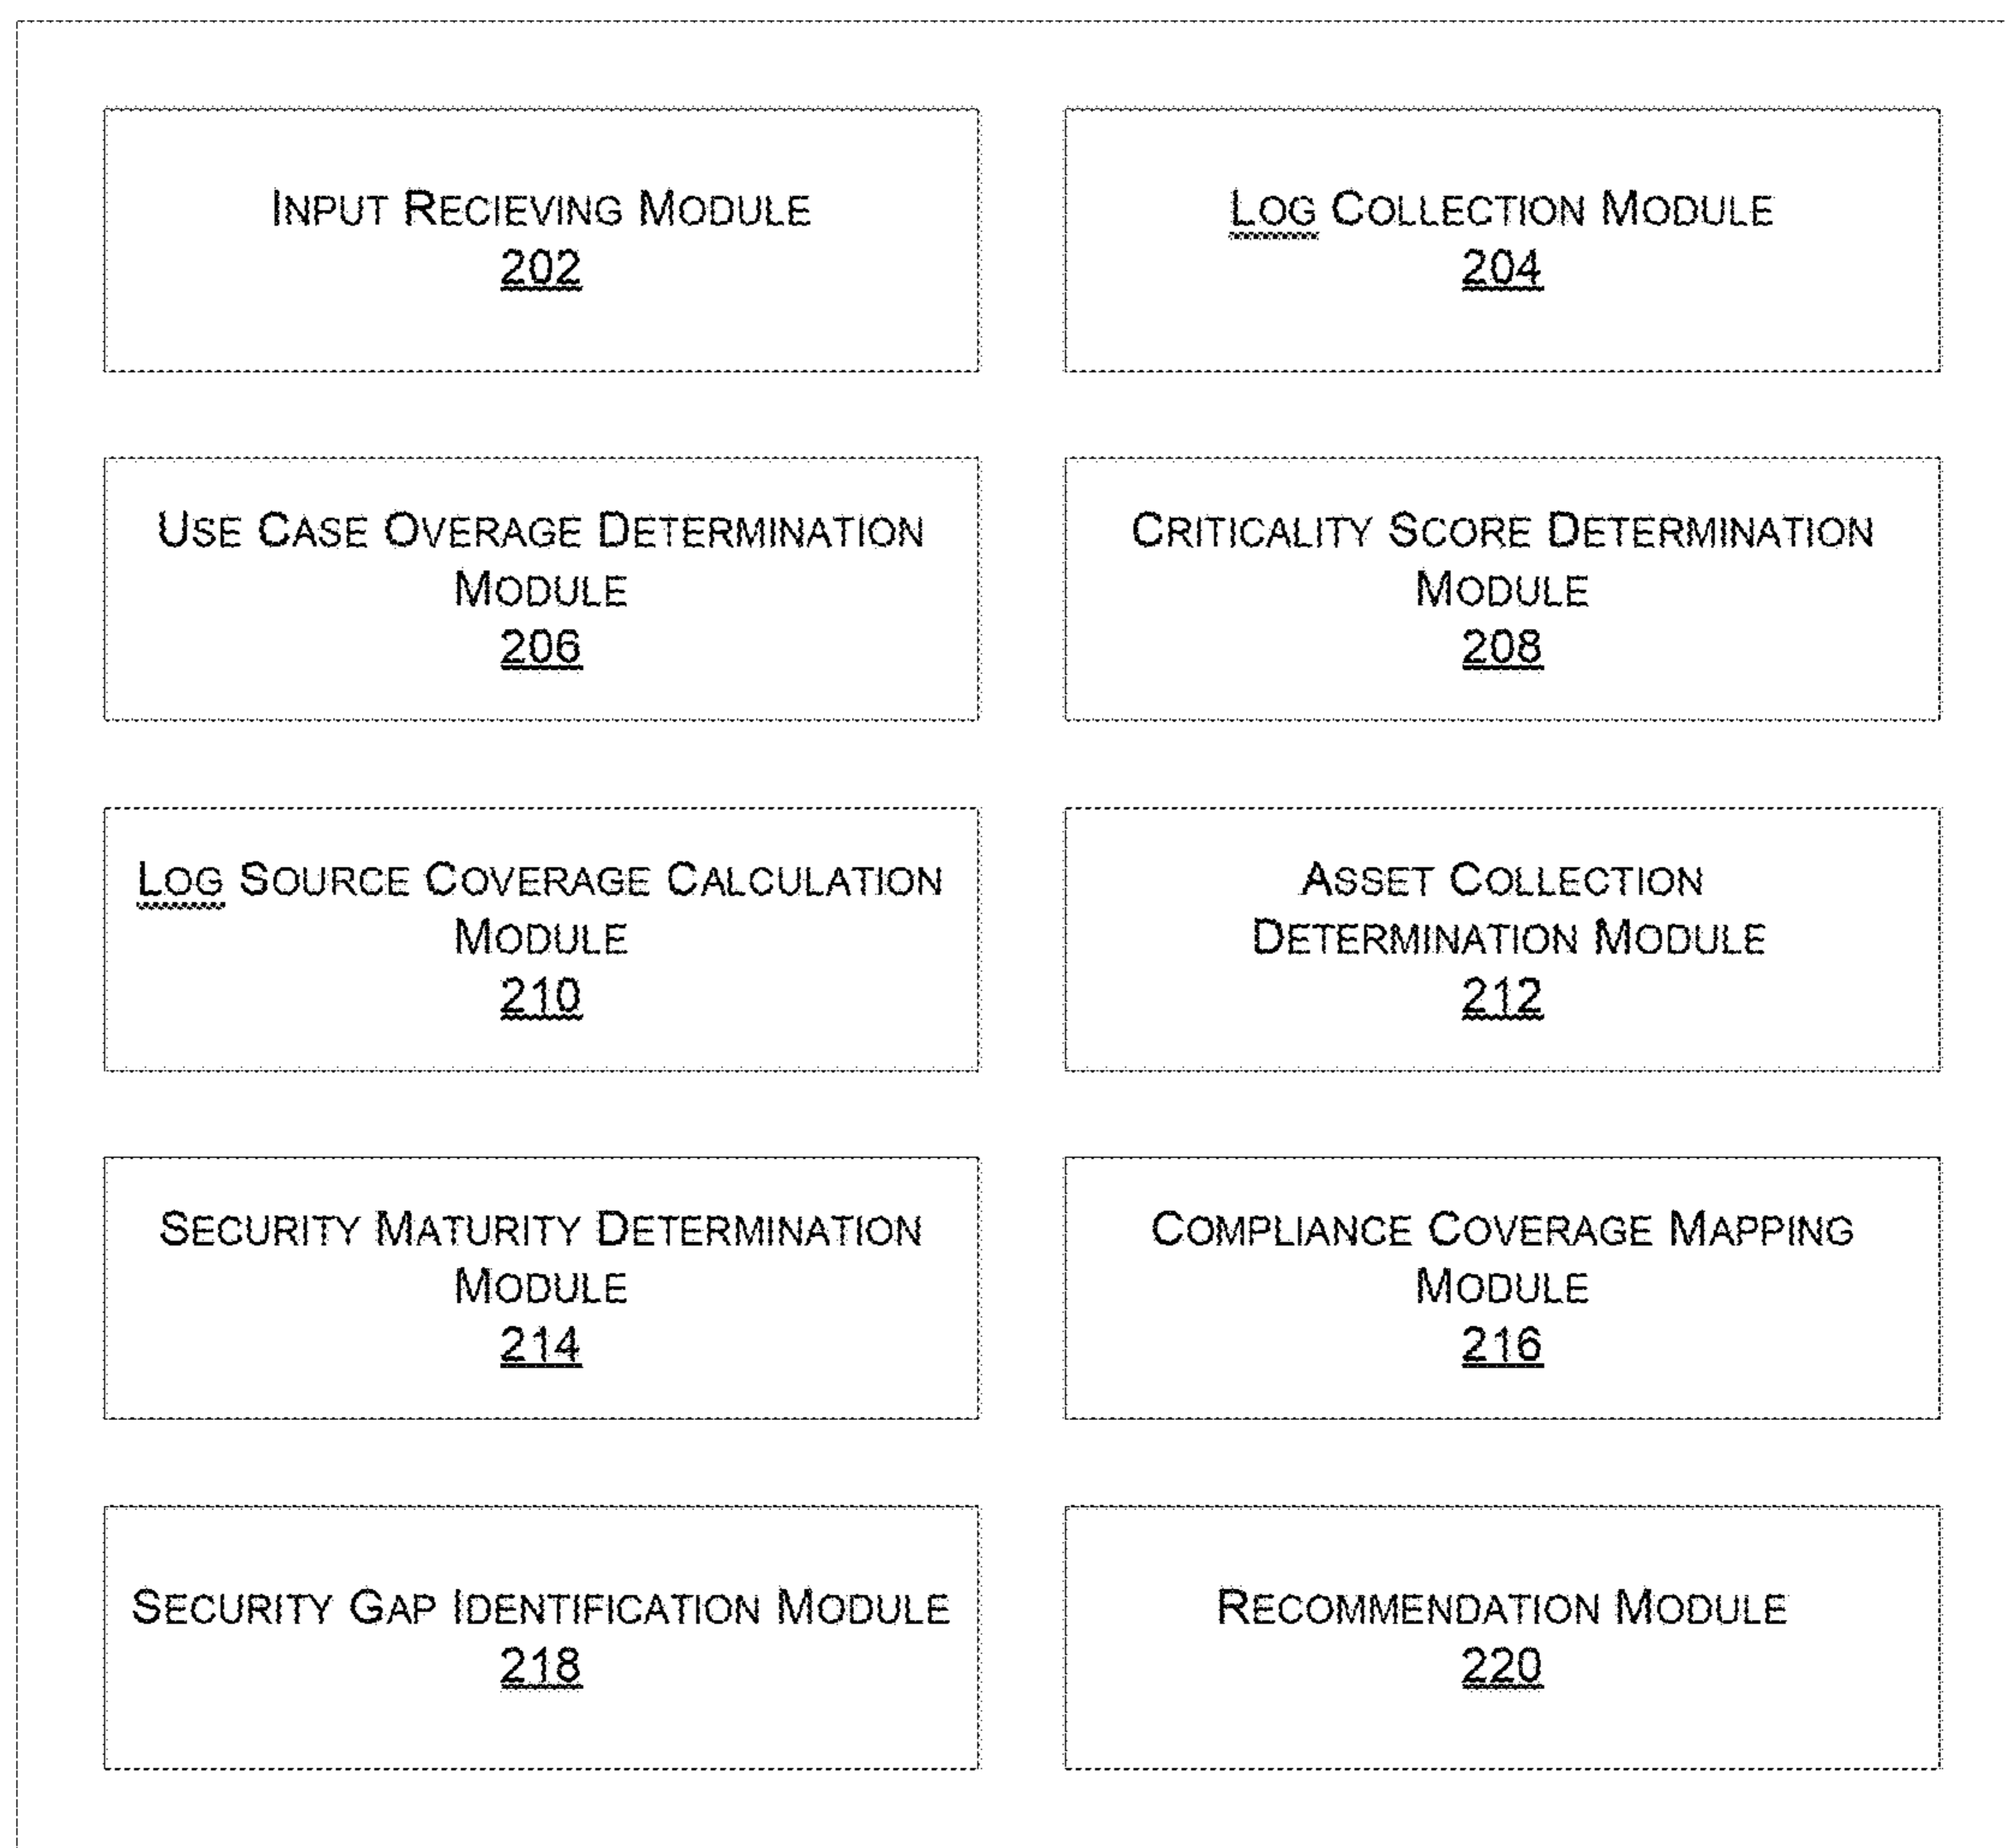 INPUT RECIEVING MODULE
202
LOG COLLECTION MODULE
204
USE CASE OVERAGE DETERMINATION
MODULE
206
CRITICALITY SCORE DETERMINATION
MODULE
208
LOG SOURCE COVERAGE CALCULATION
MODULE
210
ASSET COLLECTION
DETERMINATION MODULE
212
SECURITY MATURITY DETERMINATION
MODULE
214
COMPLIANCE COVERAGE MAPPING
MODULE
216
SECURITY GAP IDENTIFICATION MODULE
218
RECOMMENDATION MODULE
220